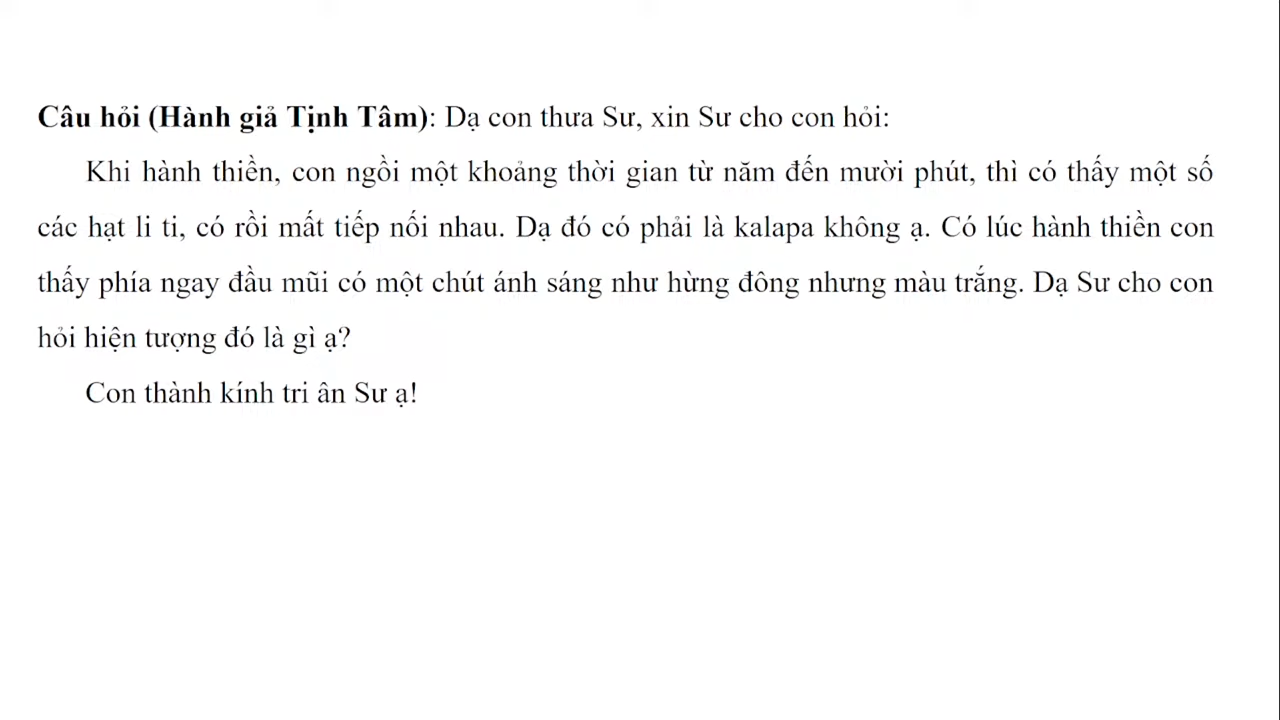 Câu hỏi (Hành giả Tịnh Tâm): Dạ con thưa Sư, xin Sư cho con hỏi:
Khi hành thiền, con ngồi một khoảng thời gian từ năm đến mười phút, thì có thấy một số
các hạt li ti, có rồi mất tiếp nối nhau. Dạ đó có phải là kalapa không ạ. Có lúc hành thiền con
thấy phía ngay đầu mũi có một chút ánh sáng như hừng đông nhưng màu trắng. Dạ Sư cho con
hỏi hiện tượng đó là gì ạ?
Con thành kính tri ân Sư ạ!